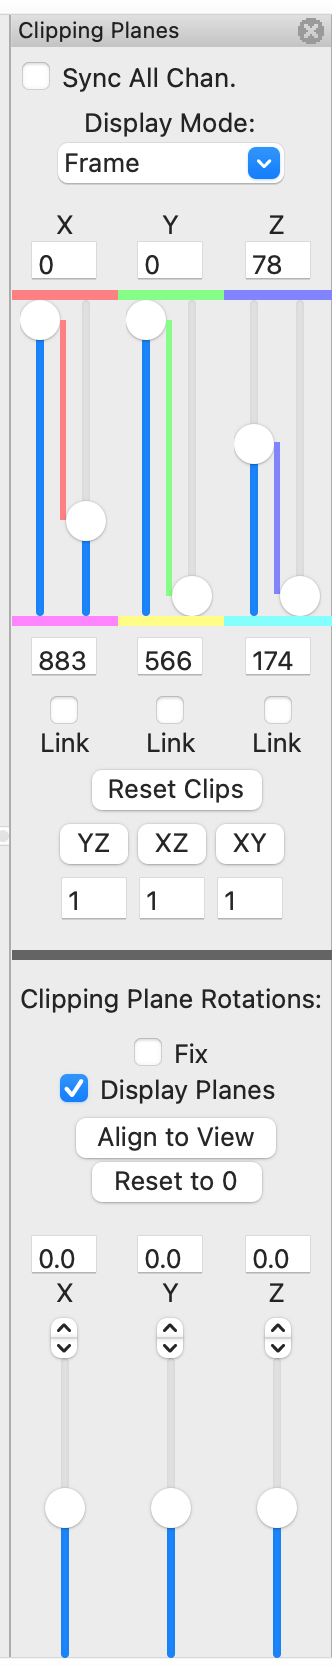 Clipping Planes
Sync All Chan.
Display Mode:
Frame
X Y Z
0 0 78
883 566 174
Link Link Link
Reset Clips
YZ XZ XY
1 1 1
Clipping Plane Rotations:
Fix
Display Planes
Align to View
Reset to 0
0.0 0.0 0.0
X Y Z